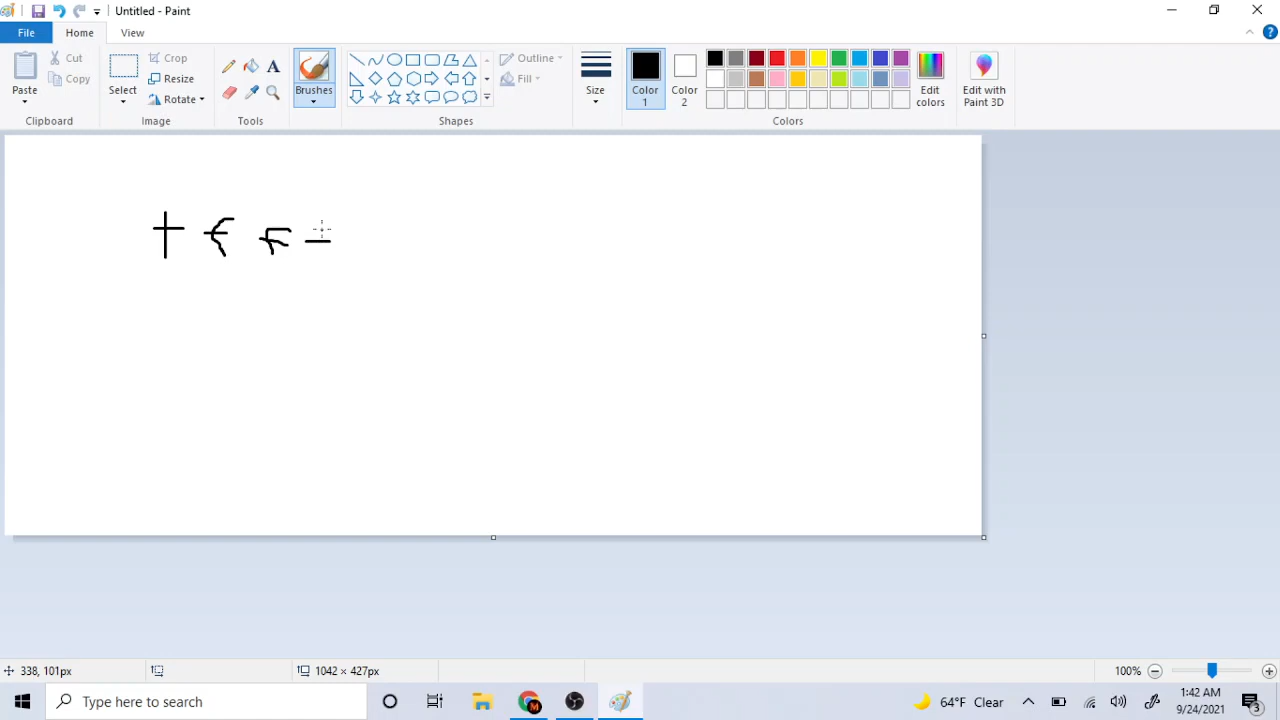 Untitled - Paint
File Home View
Paste Cut Copy Clipboard
Select Crop Resize Rotate Image
Tools
Brushes
Outline Fill Shapes
Size
Color 1 Color 2 Edit colors Colors
Edit with Paint 3D
338, 101px 1042 × 427px 100%
Type here to search 64°F Clear 1:42 AM
9/24/2021 3